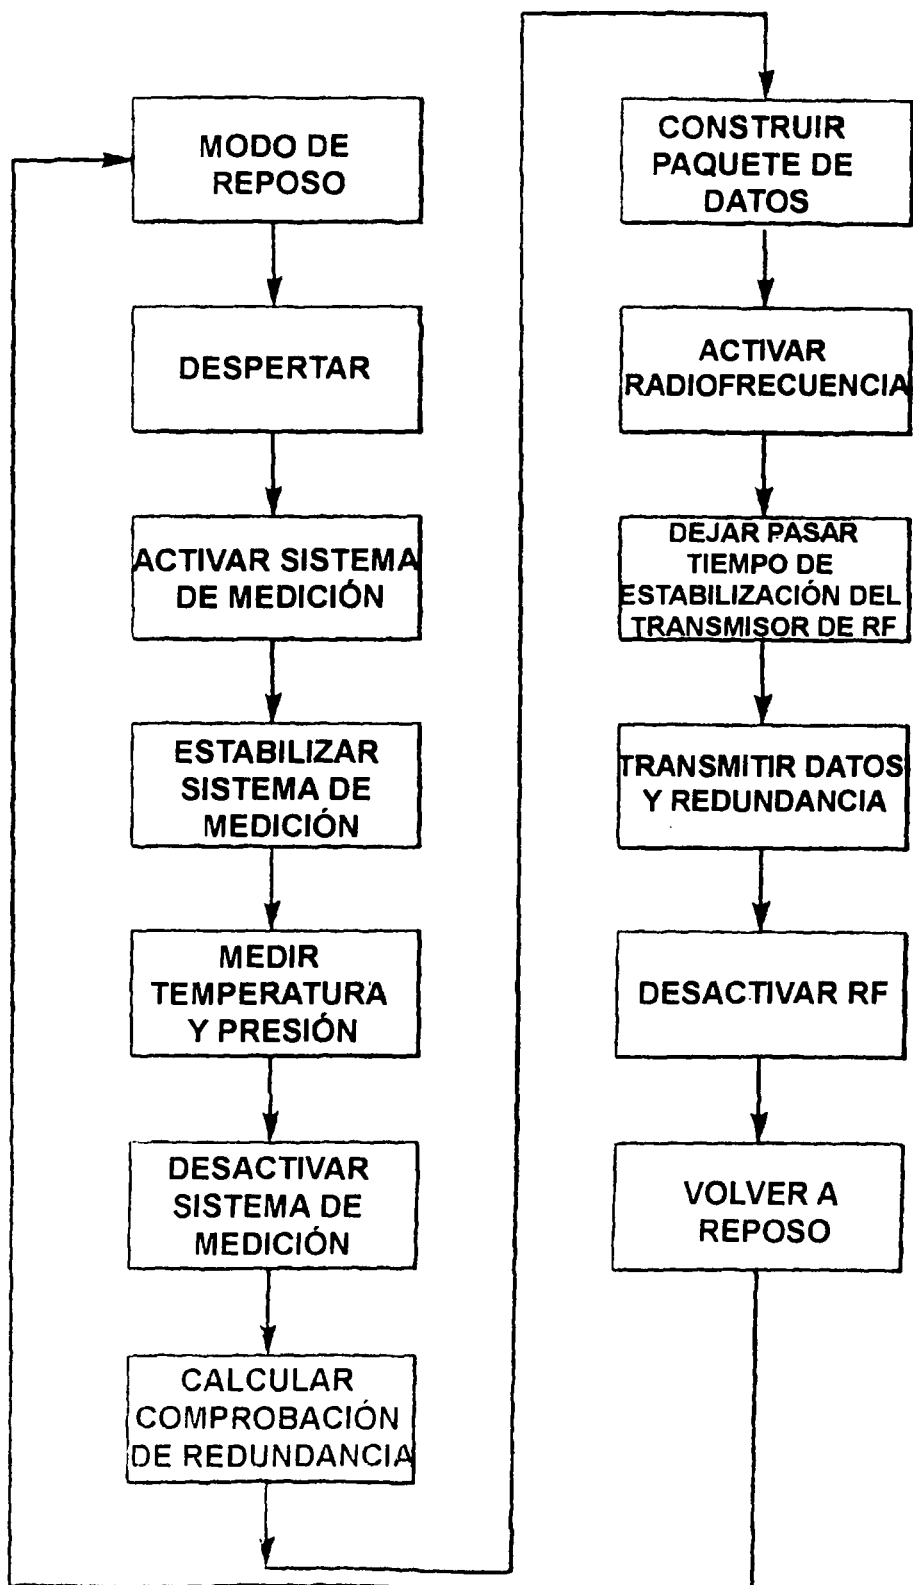 MODO DE
REPOSO
DESPERTAR
ACTIVAR SISTEMA
DE MEDICIÓN
ESTABILIZAR
SISTEMA DE
MEDICIÓN
MEDIR
TEMPERATURA
Y PRESIÓN
DESACTIVAR
SISTEMA DE
MEDICIÓN
CALCULAR
COMPROBACIÓN
DE REDUNDANCIA
CONSTRUIR
PAQUETE DE
DATOS
ACTIVAR
RADIOFRECUENCIA
DEJAR PASAR
TIEMPO DE
ESTABILIZACIÓN DEL
TRANSMISOR DE RF
TRANSMITIR DATOS
Y REDUNDANCIA
DESACTIVAR RF
VOLVER A
REPOSO